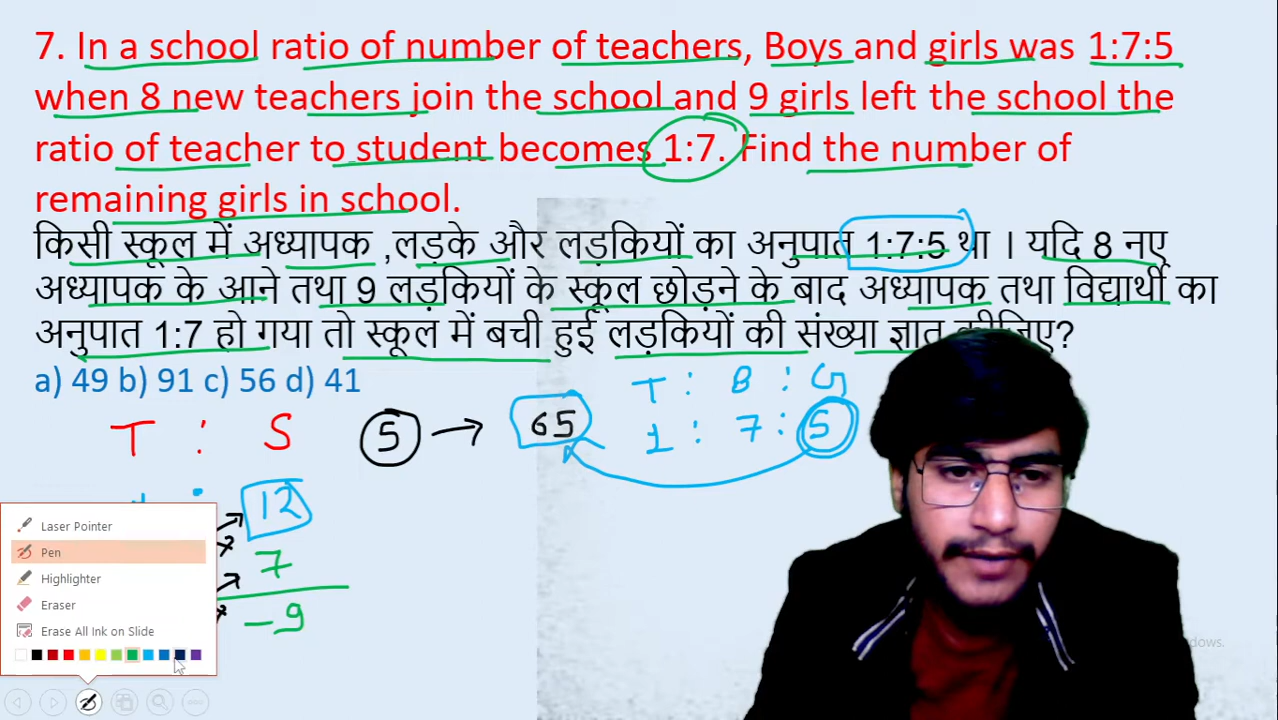 7. In a school ratio of number of teachers, Boys and girls was 1:7:5
when 8 new teachers join the school and 9 girls left the school the
ratio of teacher to student becomes 1:7. Find the number of
remaining girls in school.
किसी स्कूल में अध्यापक ,लड़के और लड़कियों का अनुपात 1:7:5 था । यदि 8 नए
अध्यापक के आने तथा 9 लड़कियों के स्कूल छोड़ने के बाद अध्यापक तथा विद्यार्थी का
अनुपात 1:7 हो गया तो स्कूल में बची हुई लड़कियों की संख्या ज्ञात कीजिए?
a) 49 b) 91 c) 56 d) 41
T : B : G
T : S 5 → 65 1 : 7 : 5
12
7
-9
Laser Pointer
Pen
Highlighter
Eraser
Erase All Ink on Slide